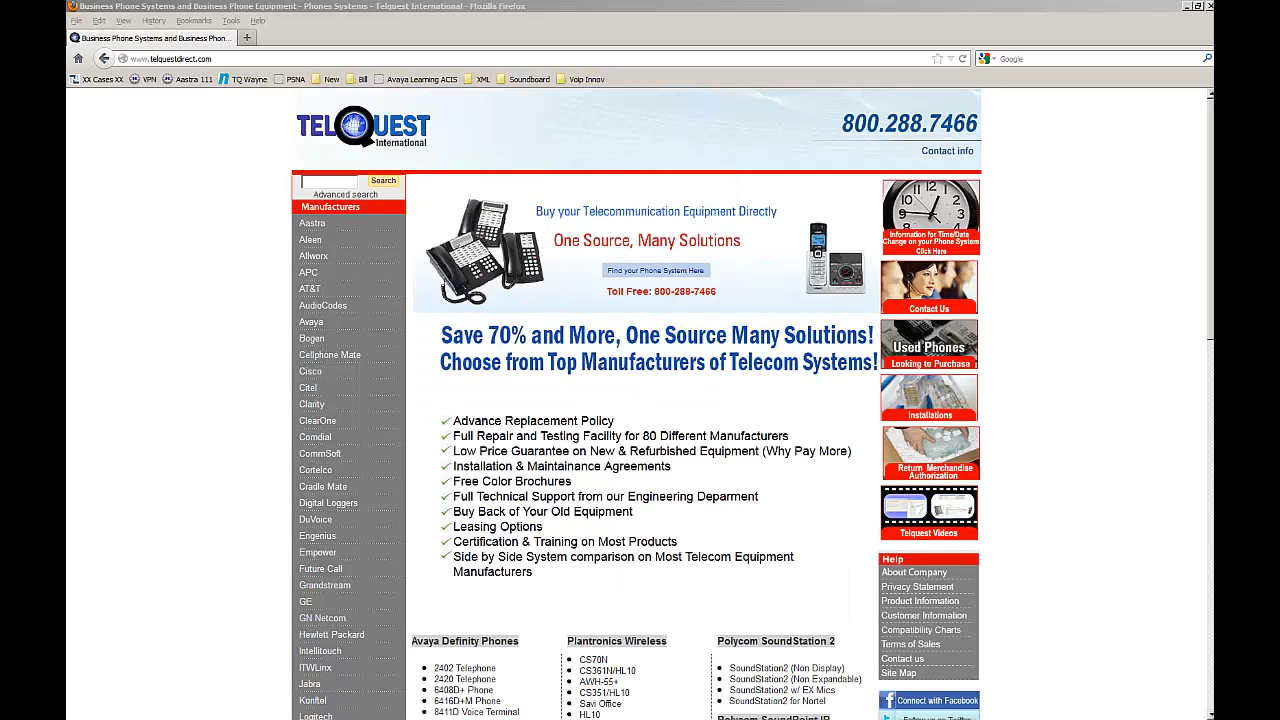 Business Phone Systems and Business Phone Equipment - Phones Systems - Telquest International - Mozilla Firefox
File Edit View History Bookmarks Tools Help
Business Phone Systems and Business Phon... +
www.telquestdirect.com
Google
XX Cases XX VPN Aastra 111 TQ Wayne PSNA New Bill Avaya Learning ACIS XML Soundboard Voip Innov
TELQUEST
International
800.288.7466
Contact info
Search
Advanced search
Manufacturers
Aastra
Aleen
Allworx
APC
AT&T
AudioCodes
Avaya
Bogen
Cellphone Mate
Cisco
Citel
Clarity
ClearOne
Comdial
CommSoft
Cortelco
Cradle Mate
Digital Loggers
DuVoice
Engenius
Empower
Future Call
Grandstream
GE
GN Netcom
Hewlett Packard
Intellitouch
ITWLinx
Jabra
Konftel
Logitech
Buy your Telecommunication Equipment Directly
One Source, Many Solutions
Find your Phone System Here
Toll Free: 800-288-7466
Save 70% and More, One Source Many Solutions!
Choose from Top Manufacturers of Telecom Systems!
Advance Replacement Policy
Full Repair and Testing Facility for 80 Different Manufacturers
Low Price Guarantee on New & Refurbished Equipment (Why Pay More)
Installation & Maintainance Agreements
Free Color Brochures
Full Technical Support from our Engineering Deparment
Buy Back of Your Old Equipment
Leasing Options
Certification & Training on Most Products
Side by Side System comparison on Most Telecom Equipment
Manufacturers
Avaya Definity Phones
2402 Telephone
2420 Telephone
6408D+ Phone
6416D+M Phone
8411D Voice Terminal
Plantronics Wireless
CS70N
CS361N/HL10
AWH-55+
CS351/HL10
Savi Office
HL10
Polycom SoundStation 2
SoundStation2 (Non Display)
SoundStation2 (Non Expandable)
SoundStation2 w/ EX Mics
SoundStation2 for Nortel
Polycom SoundPoint IP
12
Information for Time/Date
Change on your Phone System
Click Here
Contact Us
Used Phones
Looking to Purchase
Installations
Return Merchandise
Authorization
Telquest Videos
Help
About Company
Privacy Statement
Product Information
Customer Information
Compatibility Charts
Terms of Sales
Contact us
Site Map
Connect with Facebook
Follow us on Twitter